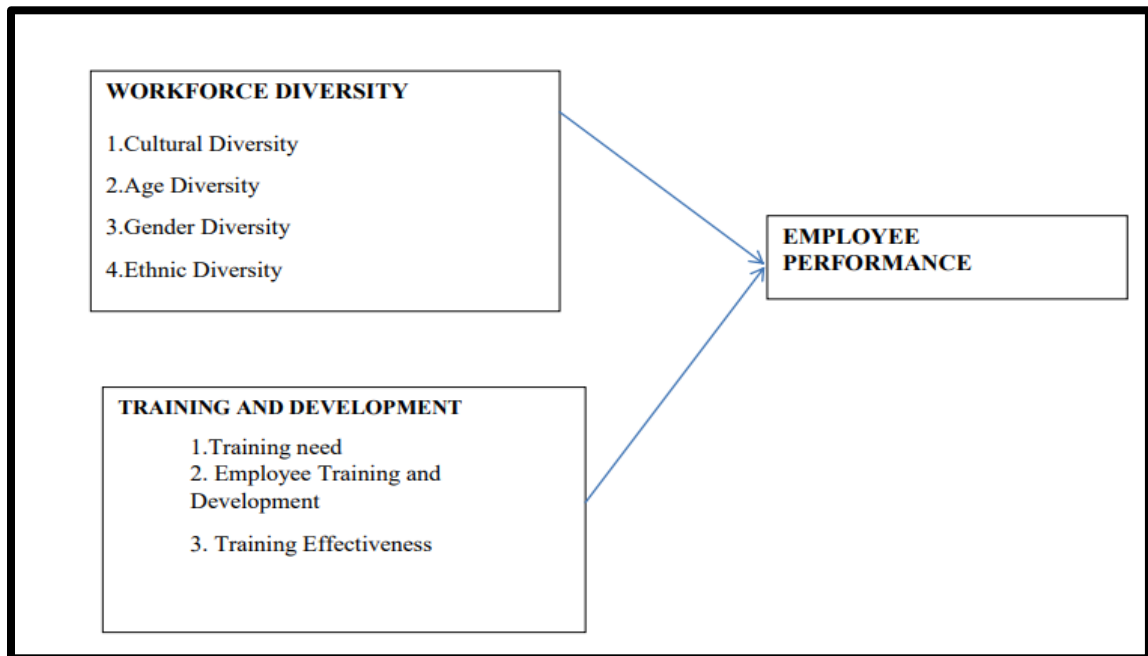 WORKFORCE DIVERSITY
1.Cultural Diversity
2.Age Diversity
3.Gender Diversity
4.Ethnic Diversity
EMPLOYEE
PERFORMANCE
TRAINING AND DEVELOPMENT
1.Training need
2. Employee Training and
Development
3. Training Effectiveness